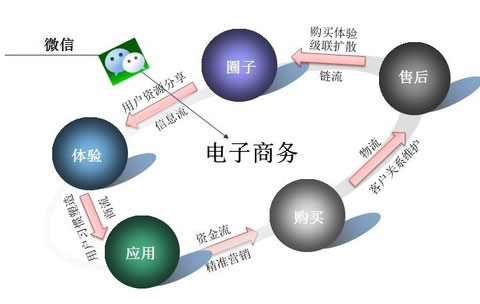 微信
圈子
购买体验
级联扩散
链流
售后
用户资源分享
信息流
体验
电子商务
物流
客户关系维护
用户习惯塑造
商流
应用
资金流
精准营销
购买